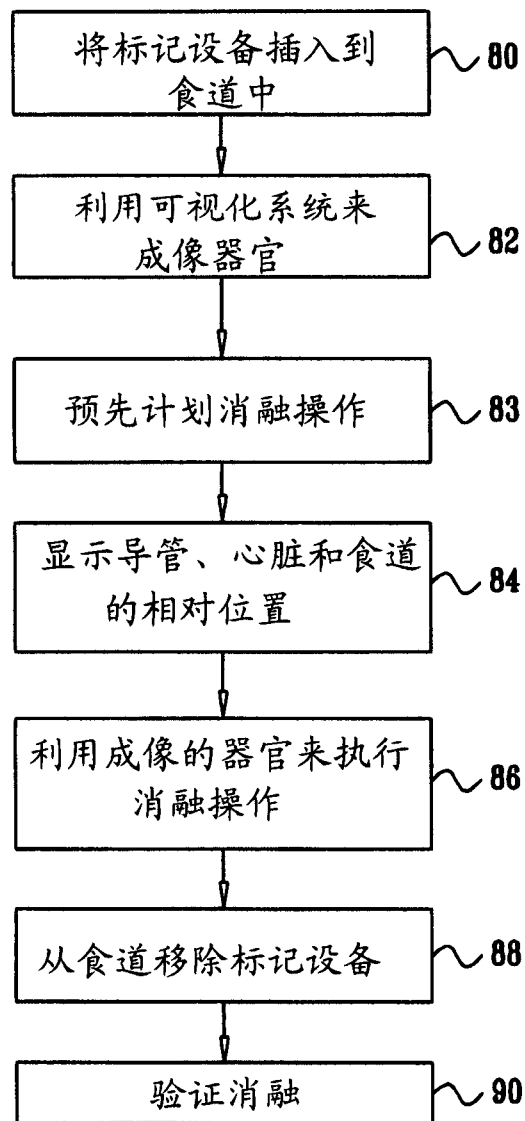 将标记设备插入到
食道中
80
利用可视化系统来
成像器官
82
预先计划消融操作
83
显示导管、心脏和食道
的相对位置
84
利用成像的器官来执行
消融操作
86
从食道移除标记设备
88
验证消融
90